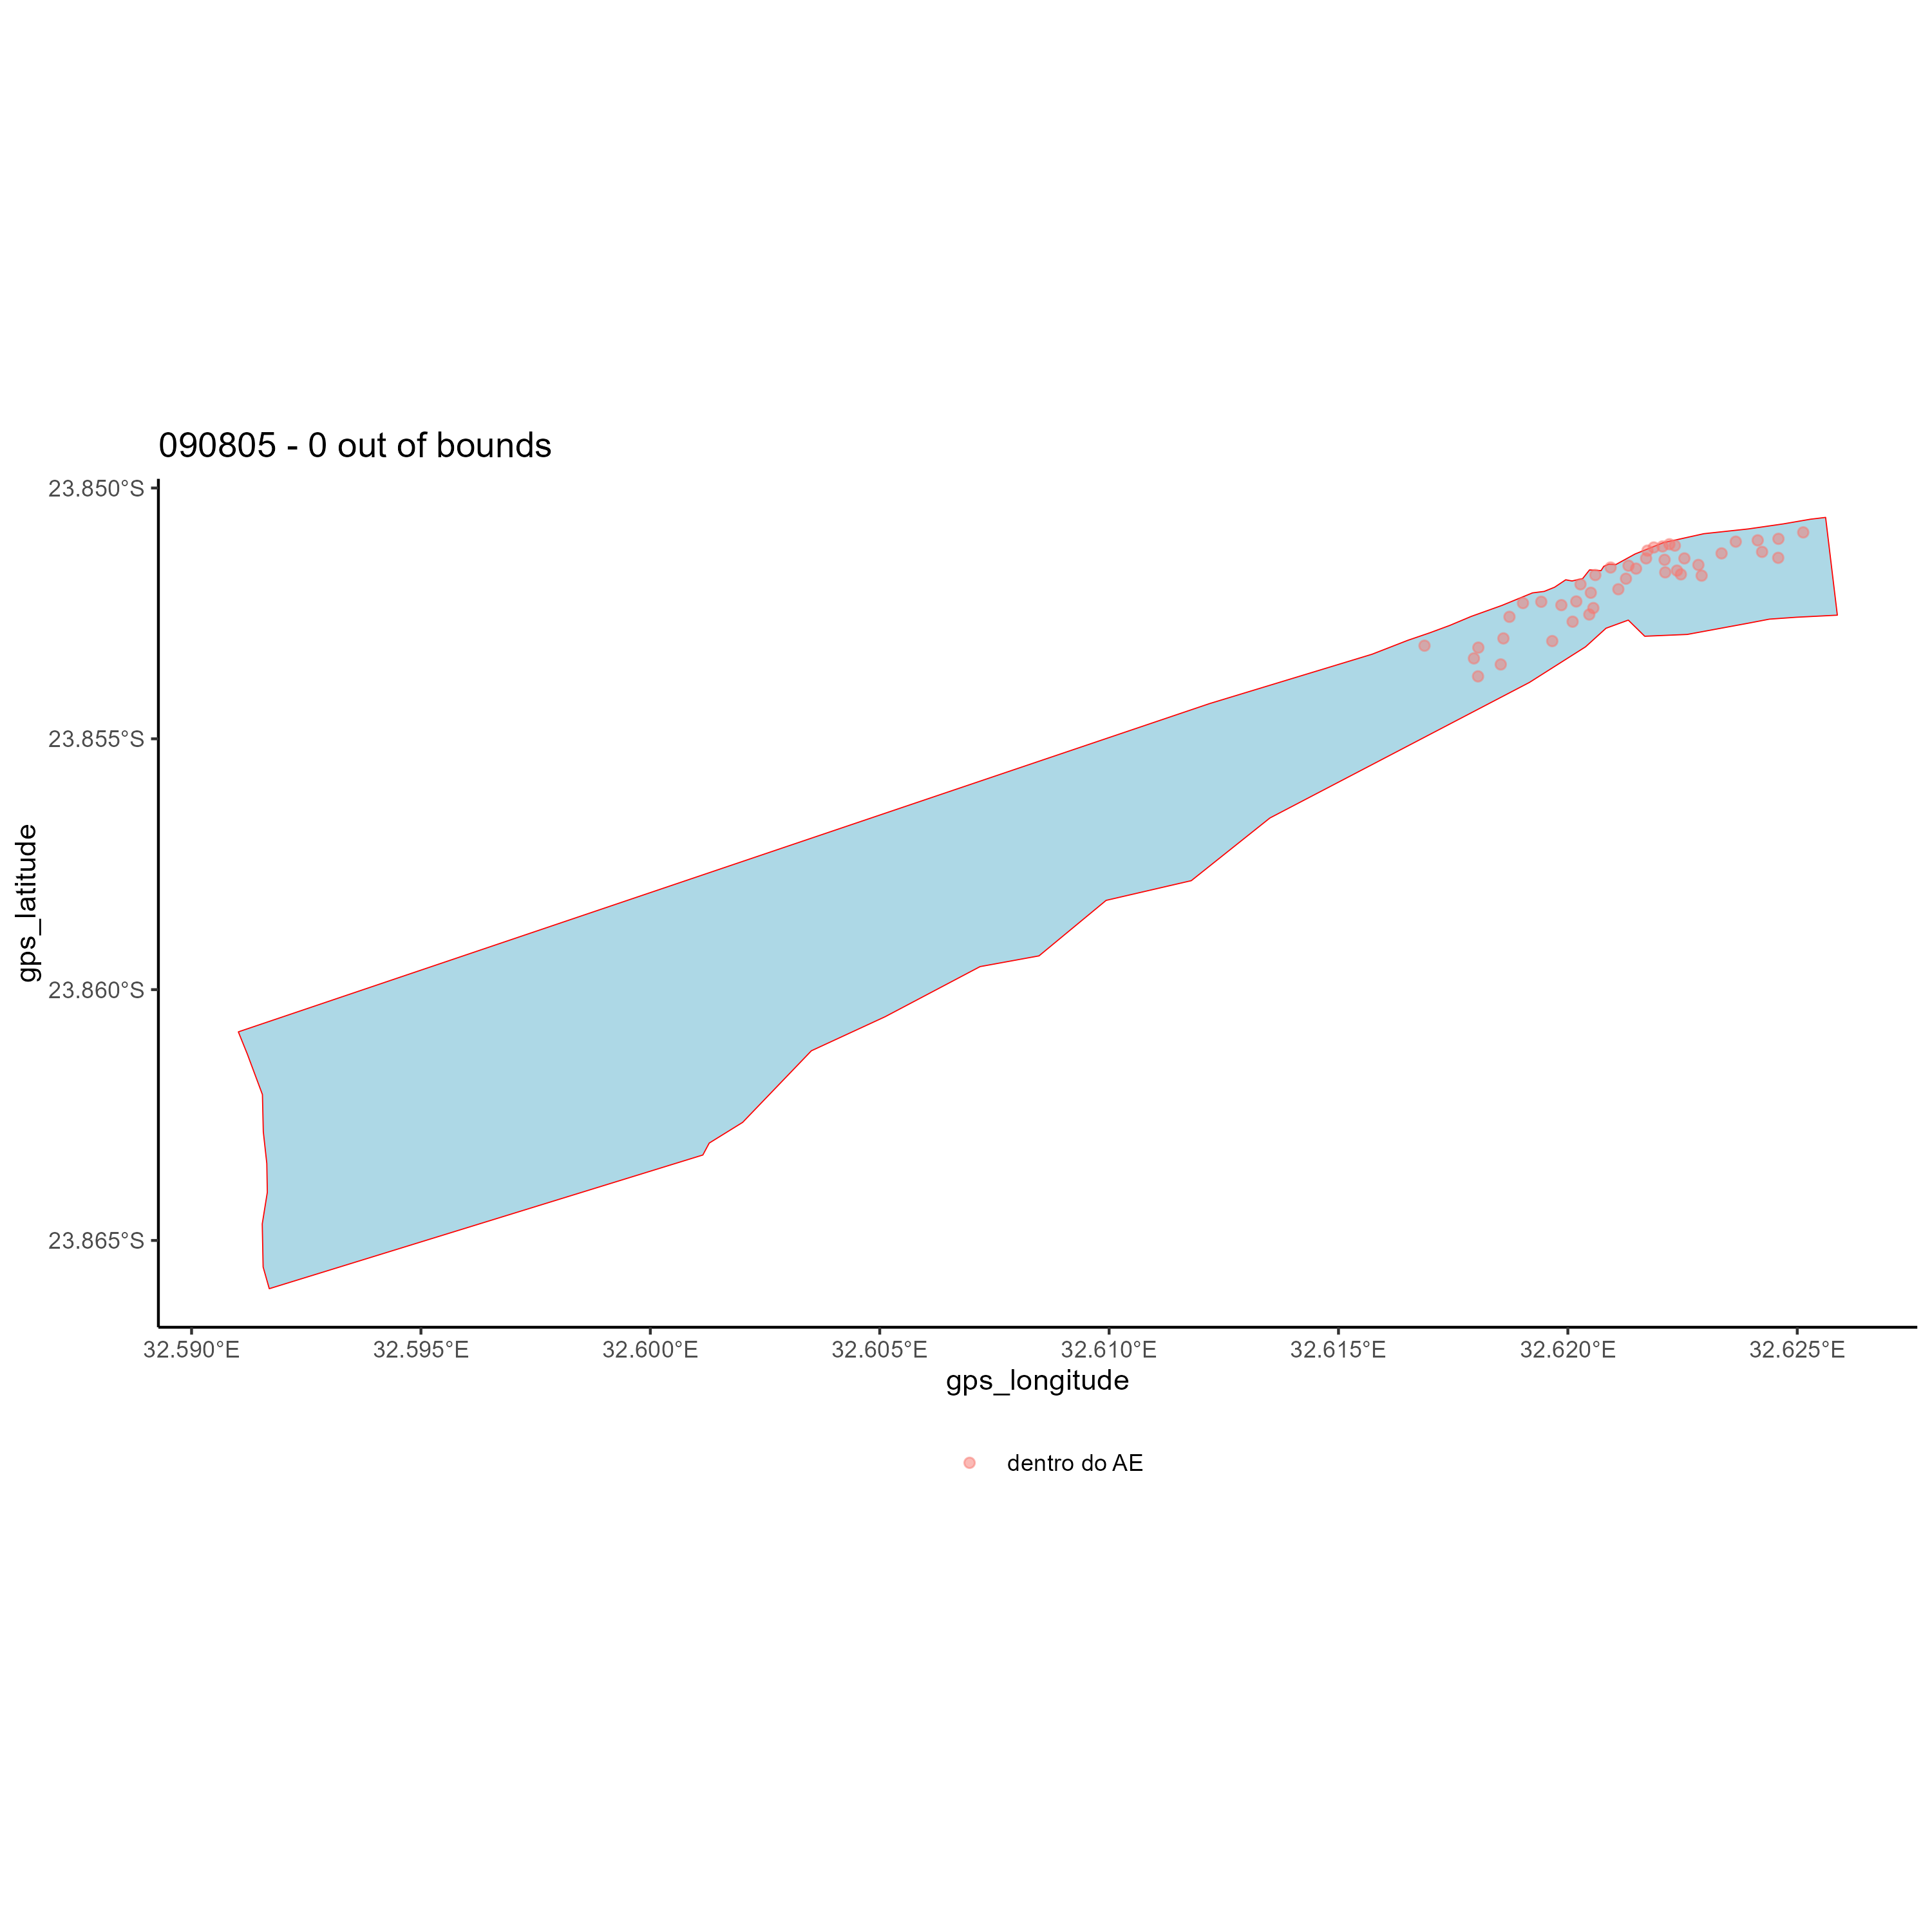 090805 - 0 out of bounds
23.850°S
23.855°S
23.860°S
23.865°S
gps_latitude
32.590°E 32.595°E 32.600°E 32.605°E 32.610°E 32.615°E 32.620°E 32.625°E
gps_longitude
dentro do AE